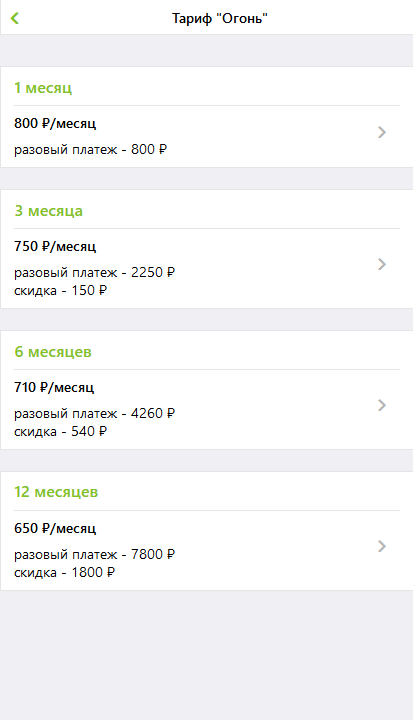 Тариф "Огонь"
1 месяц
800 ₽/месяц
разовый платеж - 800 ₽
3 месяца
750 ₽/месяц
разовый платеж - 2250 ₽
скидка - 150 ₽
6 месяцев
710 ₽/месяц
разовый платеж - 4260 ₽
скидка - 540 ₽
12 месяцев
650 ₽/месяц
разовый платеж - 7800 ₽
скидка - 1800 ₽